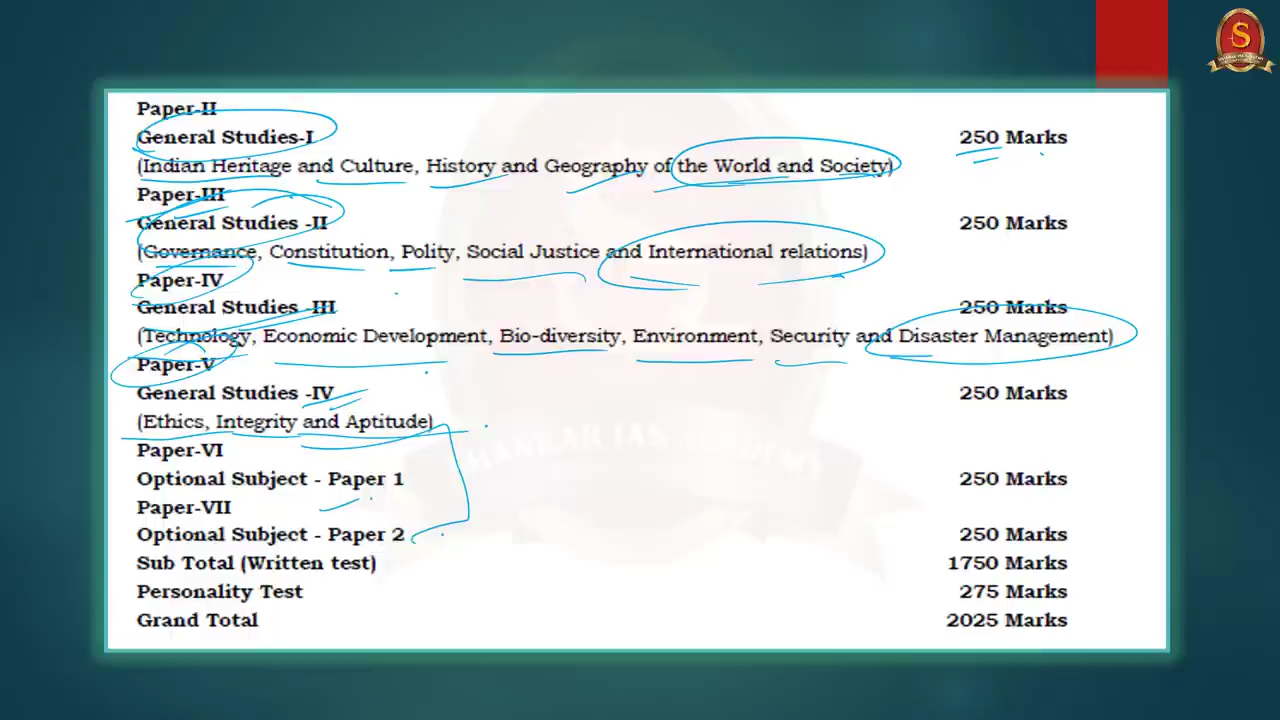 S
Paper-II
General Studies-I 250 Marks
(Indian Heritage and Culture, History and Geography of the World and Society)
Paper-III
General Studies -II 250 Marks
(Governance, Constitution, Polity, Social Justice and International relations)
Paper-IV
General Studies -III 250 Marks
(Technology, Economic Development, Bio-diversity, Environment, Security and Disaster Management)
Paper-V
General Studies -IV 250 Marks
(Ethics, Integrity and Aptitude)
SHANKAR IAS ACADEMY
Paper-VI
Optional Subject - Paper 1 250 Marks
Paper-VII
Optional Subject - Paper 2 250 Marks
Sub Total (Written test) 1750 Marks
Personality Test 275 Marks
Grand Total 2025 Marks